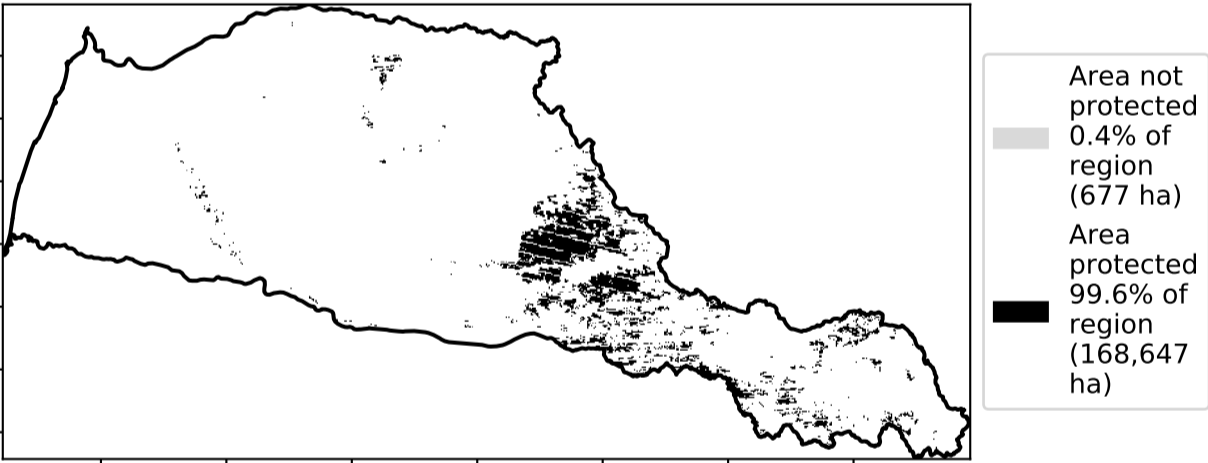 Area not
protected
0.4% of
region
(677 ha)
Area
protected
99.6% of
region
(168,647
ha)